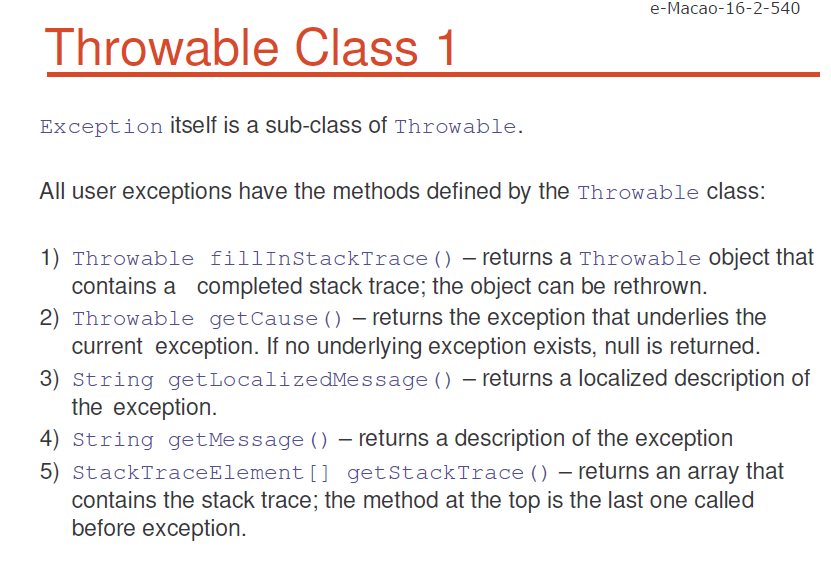 e-Macao-16-2-540
Throwable Class 1
Exception itself is a sub-class of Throwable.
All user exceptions have the methods defined by the Throwable class:
1) Throwable fillInStackTrace() – returns a Throwable object that
contains a completed stack trace; the object can be rethrown.
2) Throwable getCause() – returns the exception that underlies the
current exception. If no underlying exception exists, null is returned.
3) String getLocalizedMessage() – returns a localized description of
the exception.
4) String getMessage() – returns a description of the exception
5) StackTraceElement[] getStackTrace() – returns an array that
contains the stack trace; the method at the top is the last one called
before exception.